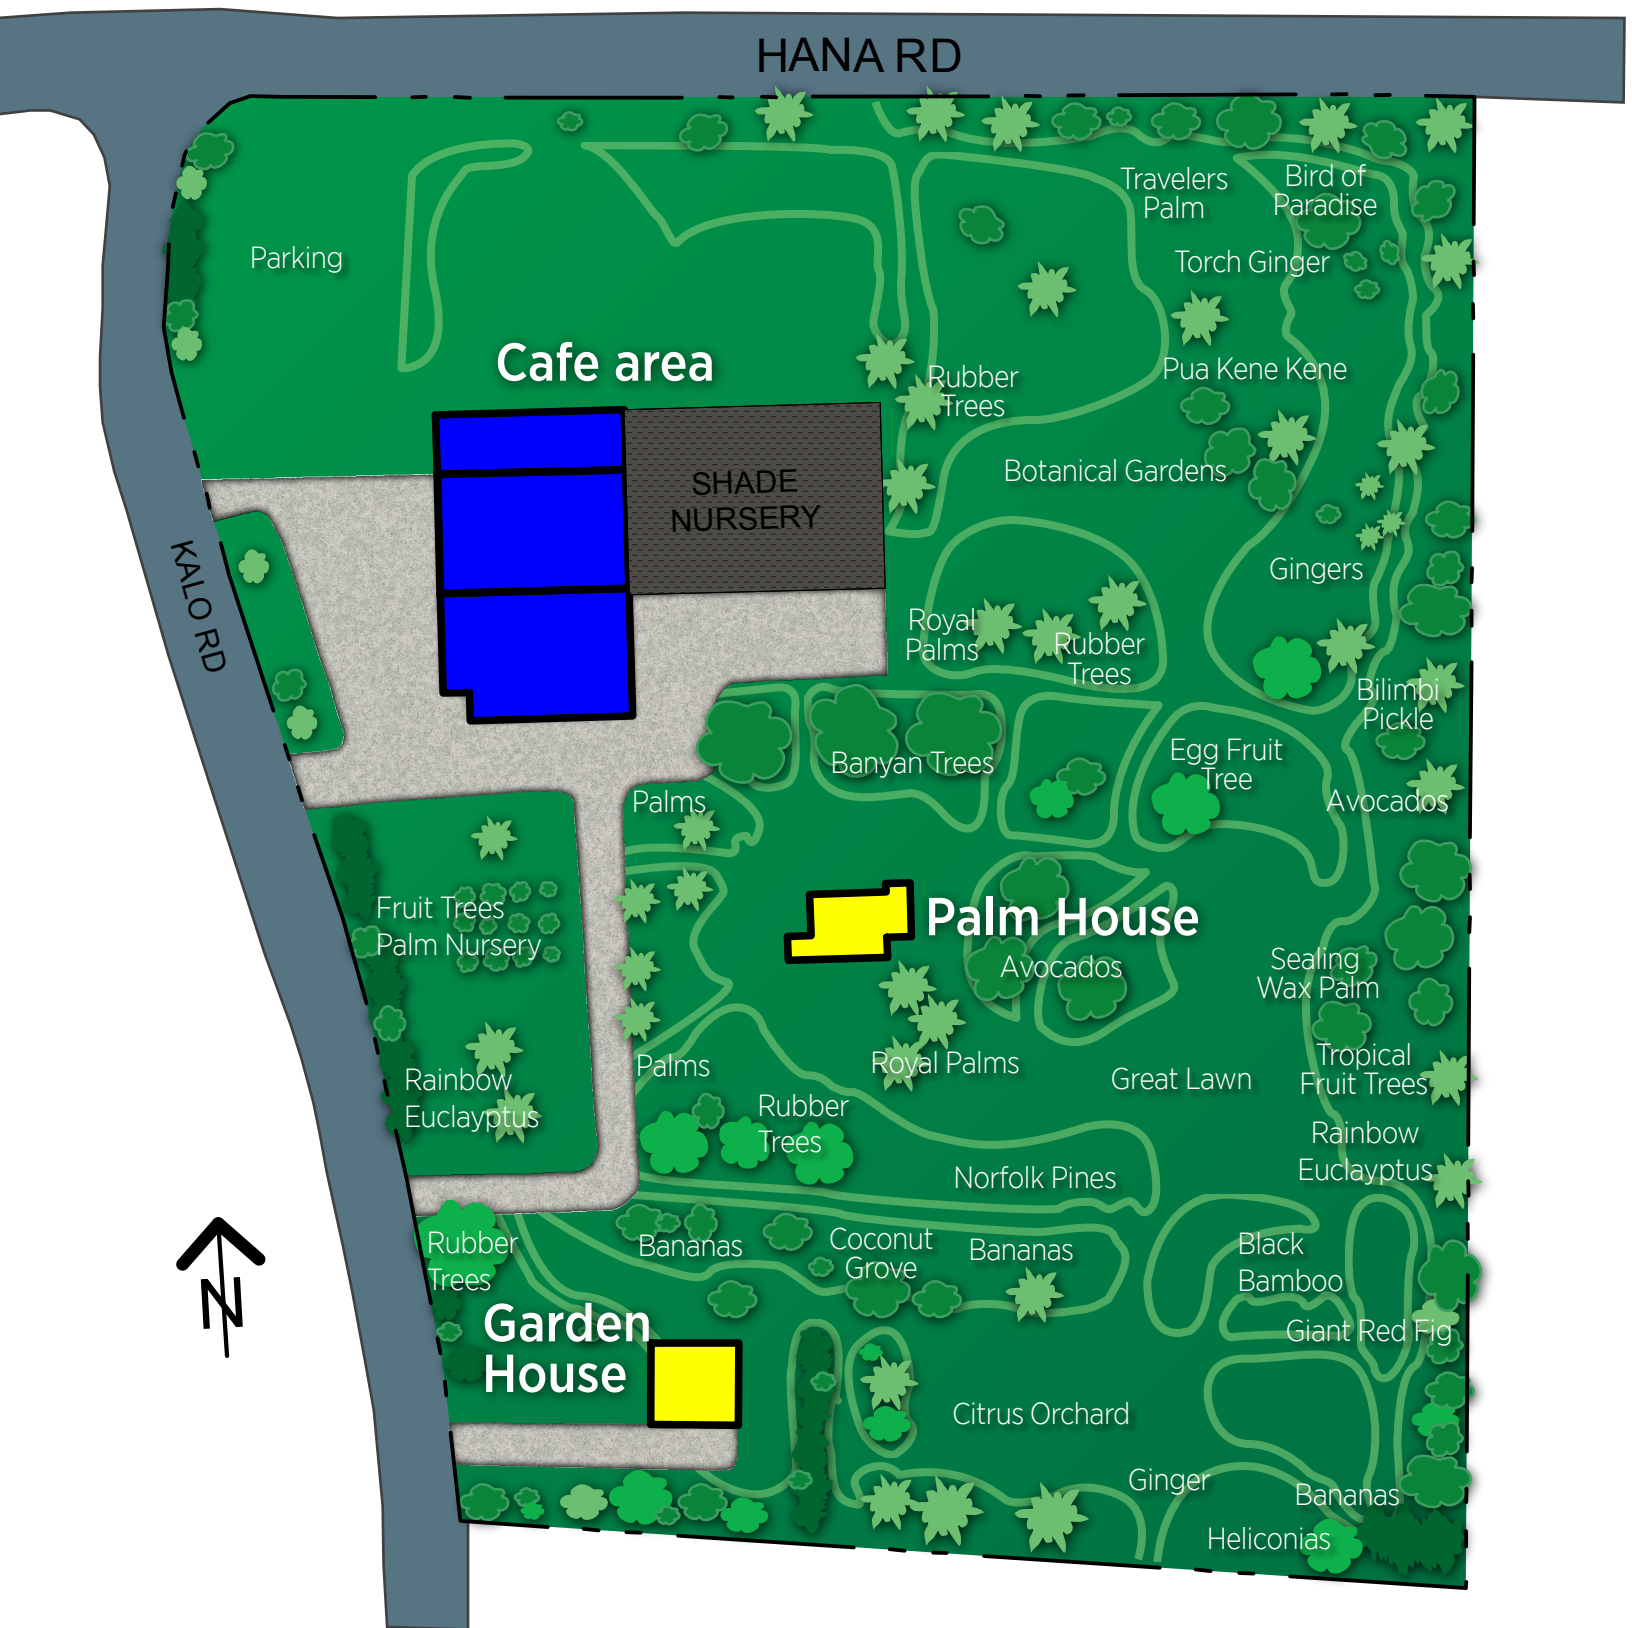 HANA RD
Travelers
Palm
Bird of
Paradise
Parking
Torch Ginger
Cafe area
Rubber
Trees
Pua Kene Kene
SHADE
NURSERY
Botanical Gardens
KALO RD
Gingers
Royal
Palms
Rubber
Trees
Bilimbi
Pickle
Banyan Trees
Egg Fruit
Tree
Palms
Avocados
Fruit Trees
Palm Nursery
Palm House
Avocados
Sealing
Wax Palm
Palms
Royal Palms
Great Lawn
Tropical
Fruit Trees
Rainbow
Euclayptus
Rubber
Trees
Rainbow
Euclayptus
Norfolk Pines
Rubber
Trees
Bananas
Coconut
Grove
Bananas
Black
Bamboo
N
Garden
House
Giant Red Fig
Citrus Orchard
Ginger
Bananas
Heliconias